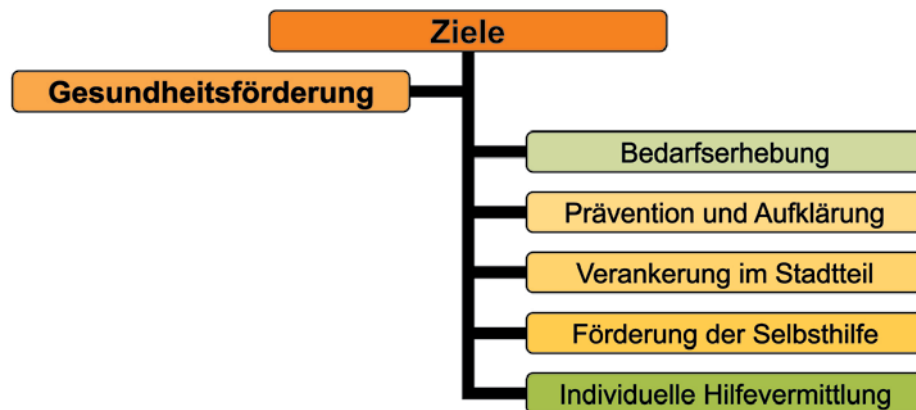 Ziele
Gesundheitsförderung
Bedarfserhebung
Prävention und Aufklärung
Verankerung im Stadtteil
Förderung der Selbsthilfe
Individuelle Hilfevermittlung